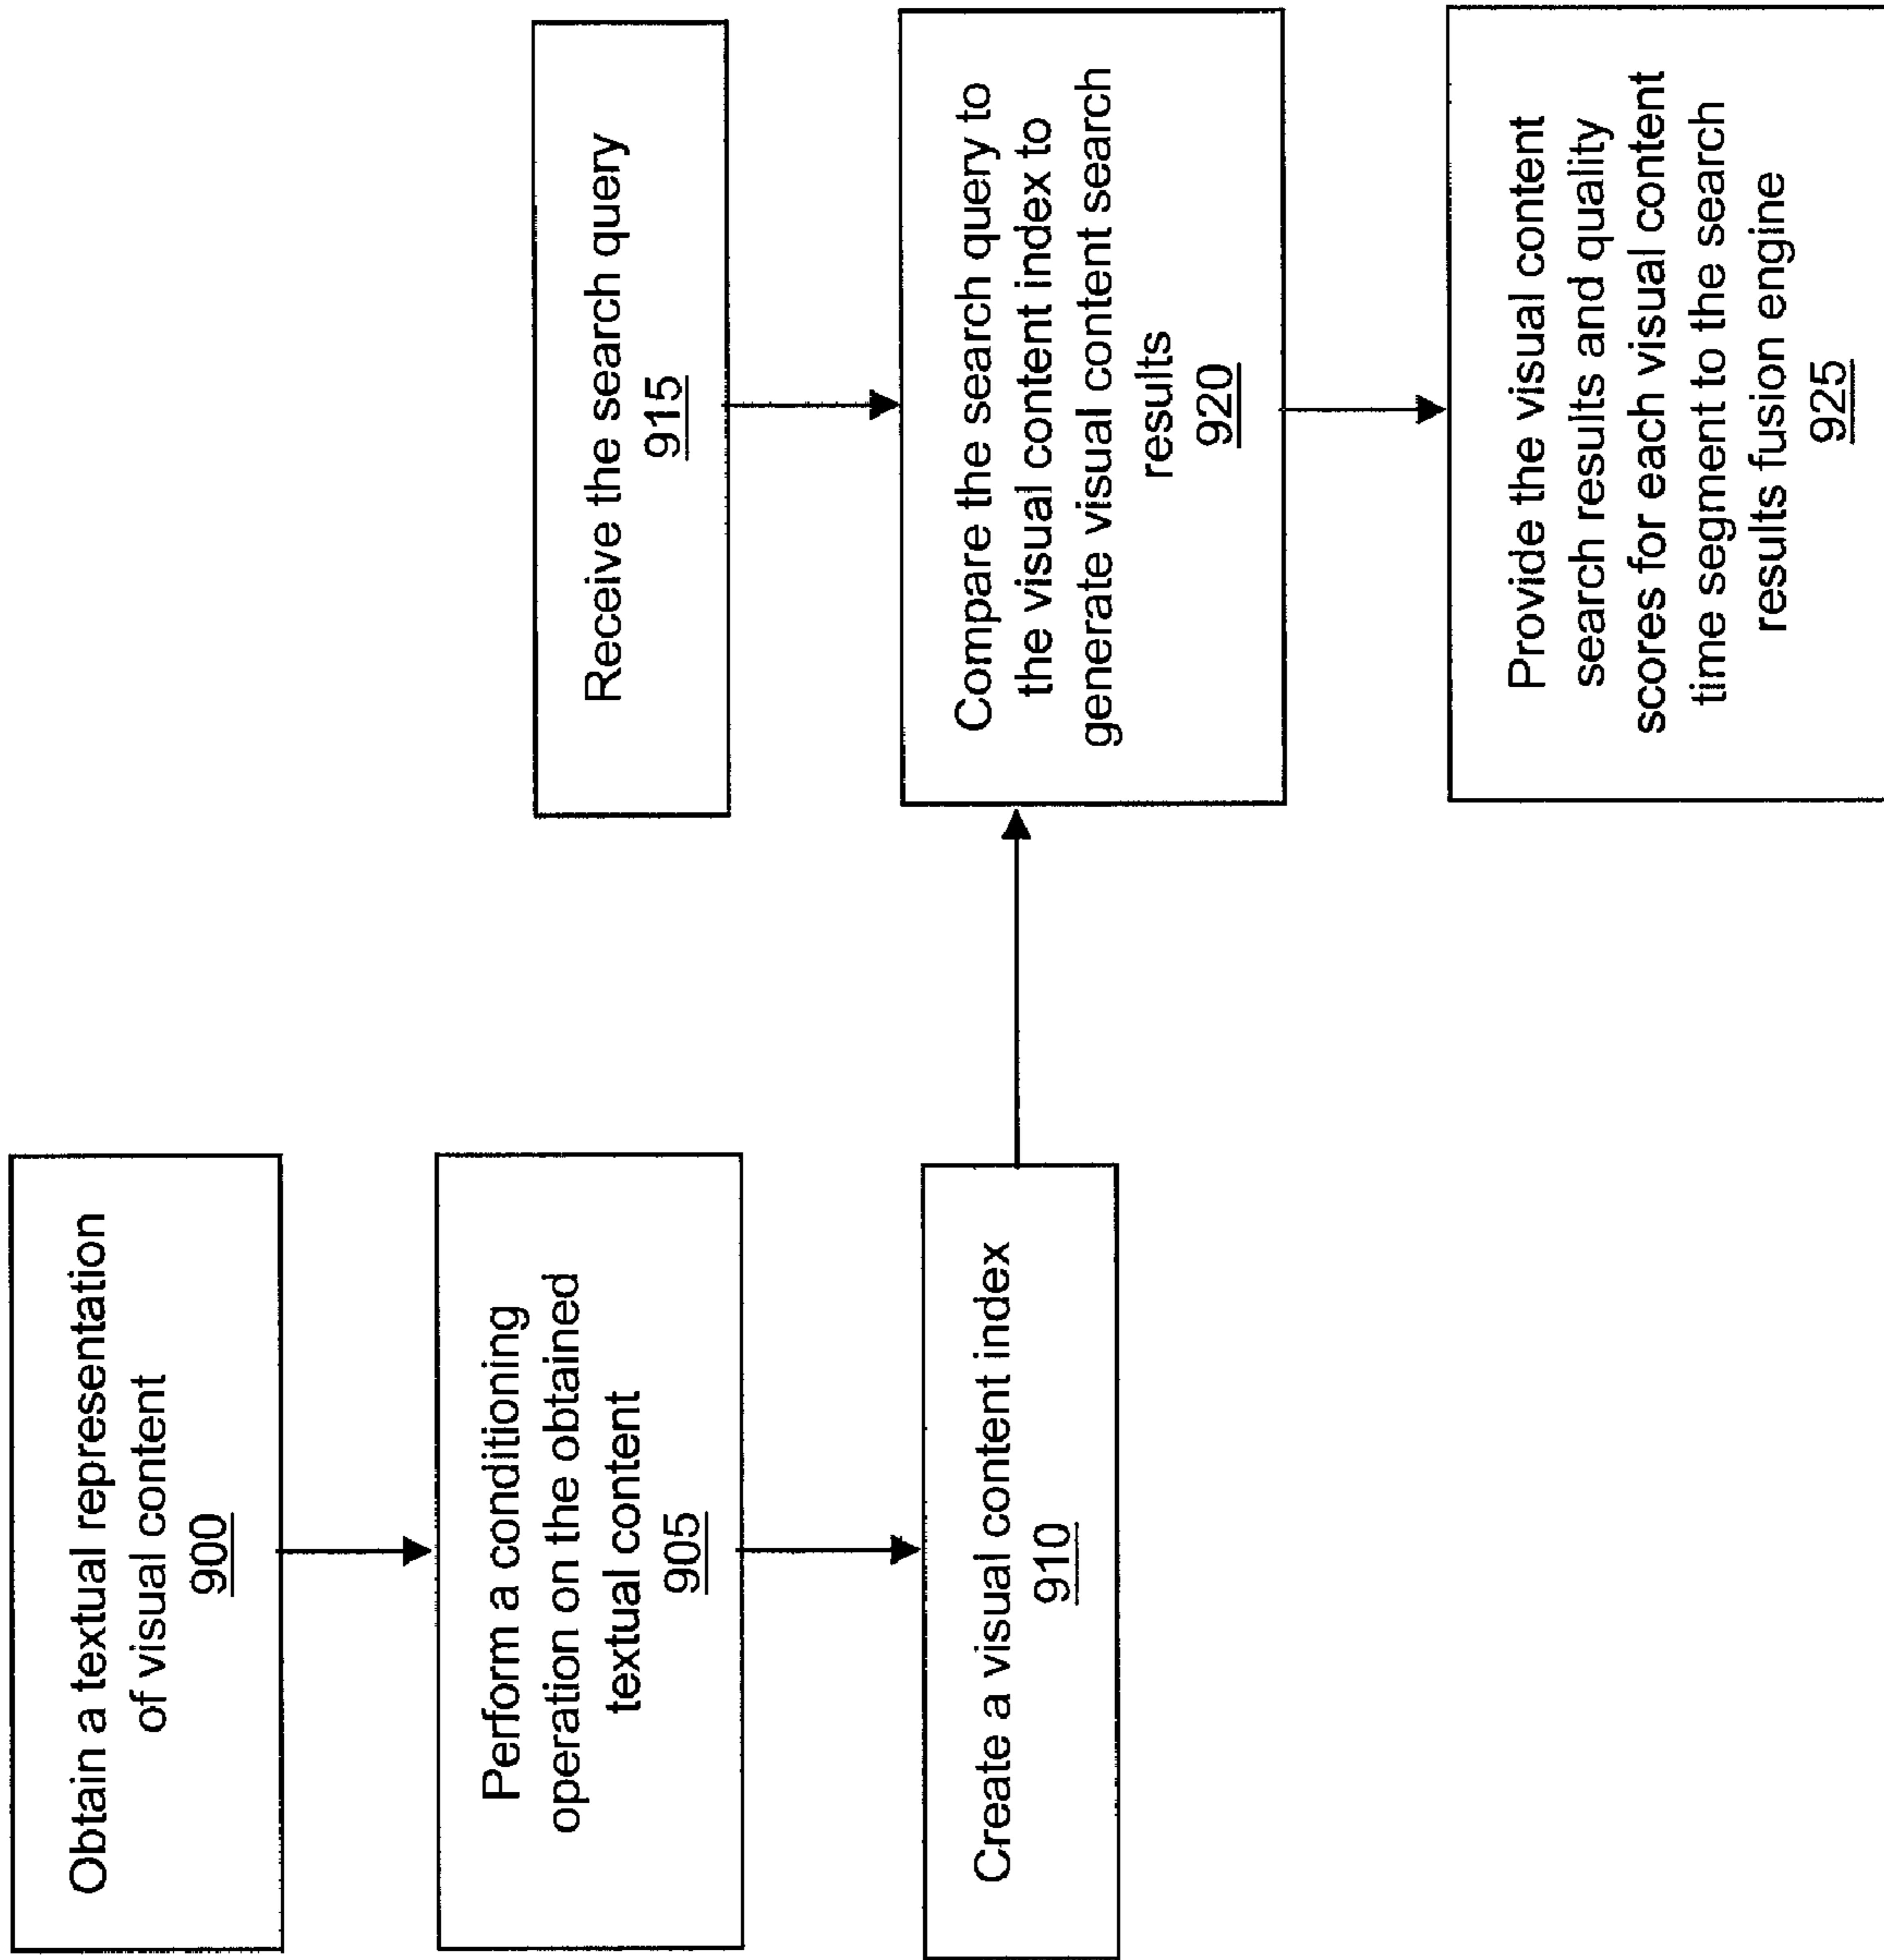 Obtain a textual representation
of visual content
900
Perform a conditioning
operation on the obtained
textual content
905
Create a visual content index
910
Receive the search query
915
Compare the search query to
the visual content index to
generate visual content search
results
920
Provide the visual content
search results and quality
scores for each visual content
time segment to the search
results fusion engine
925